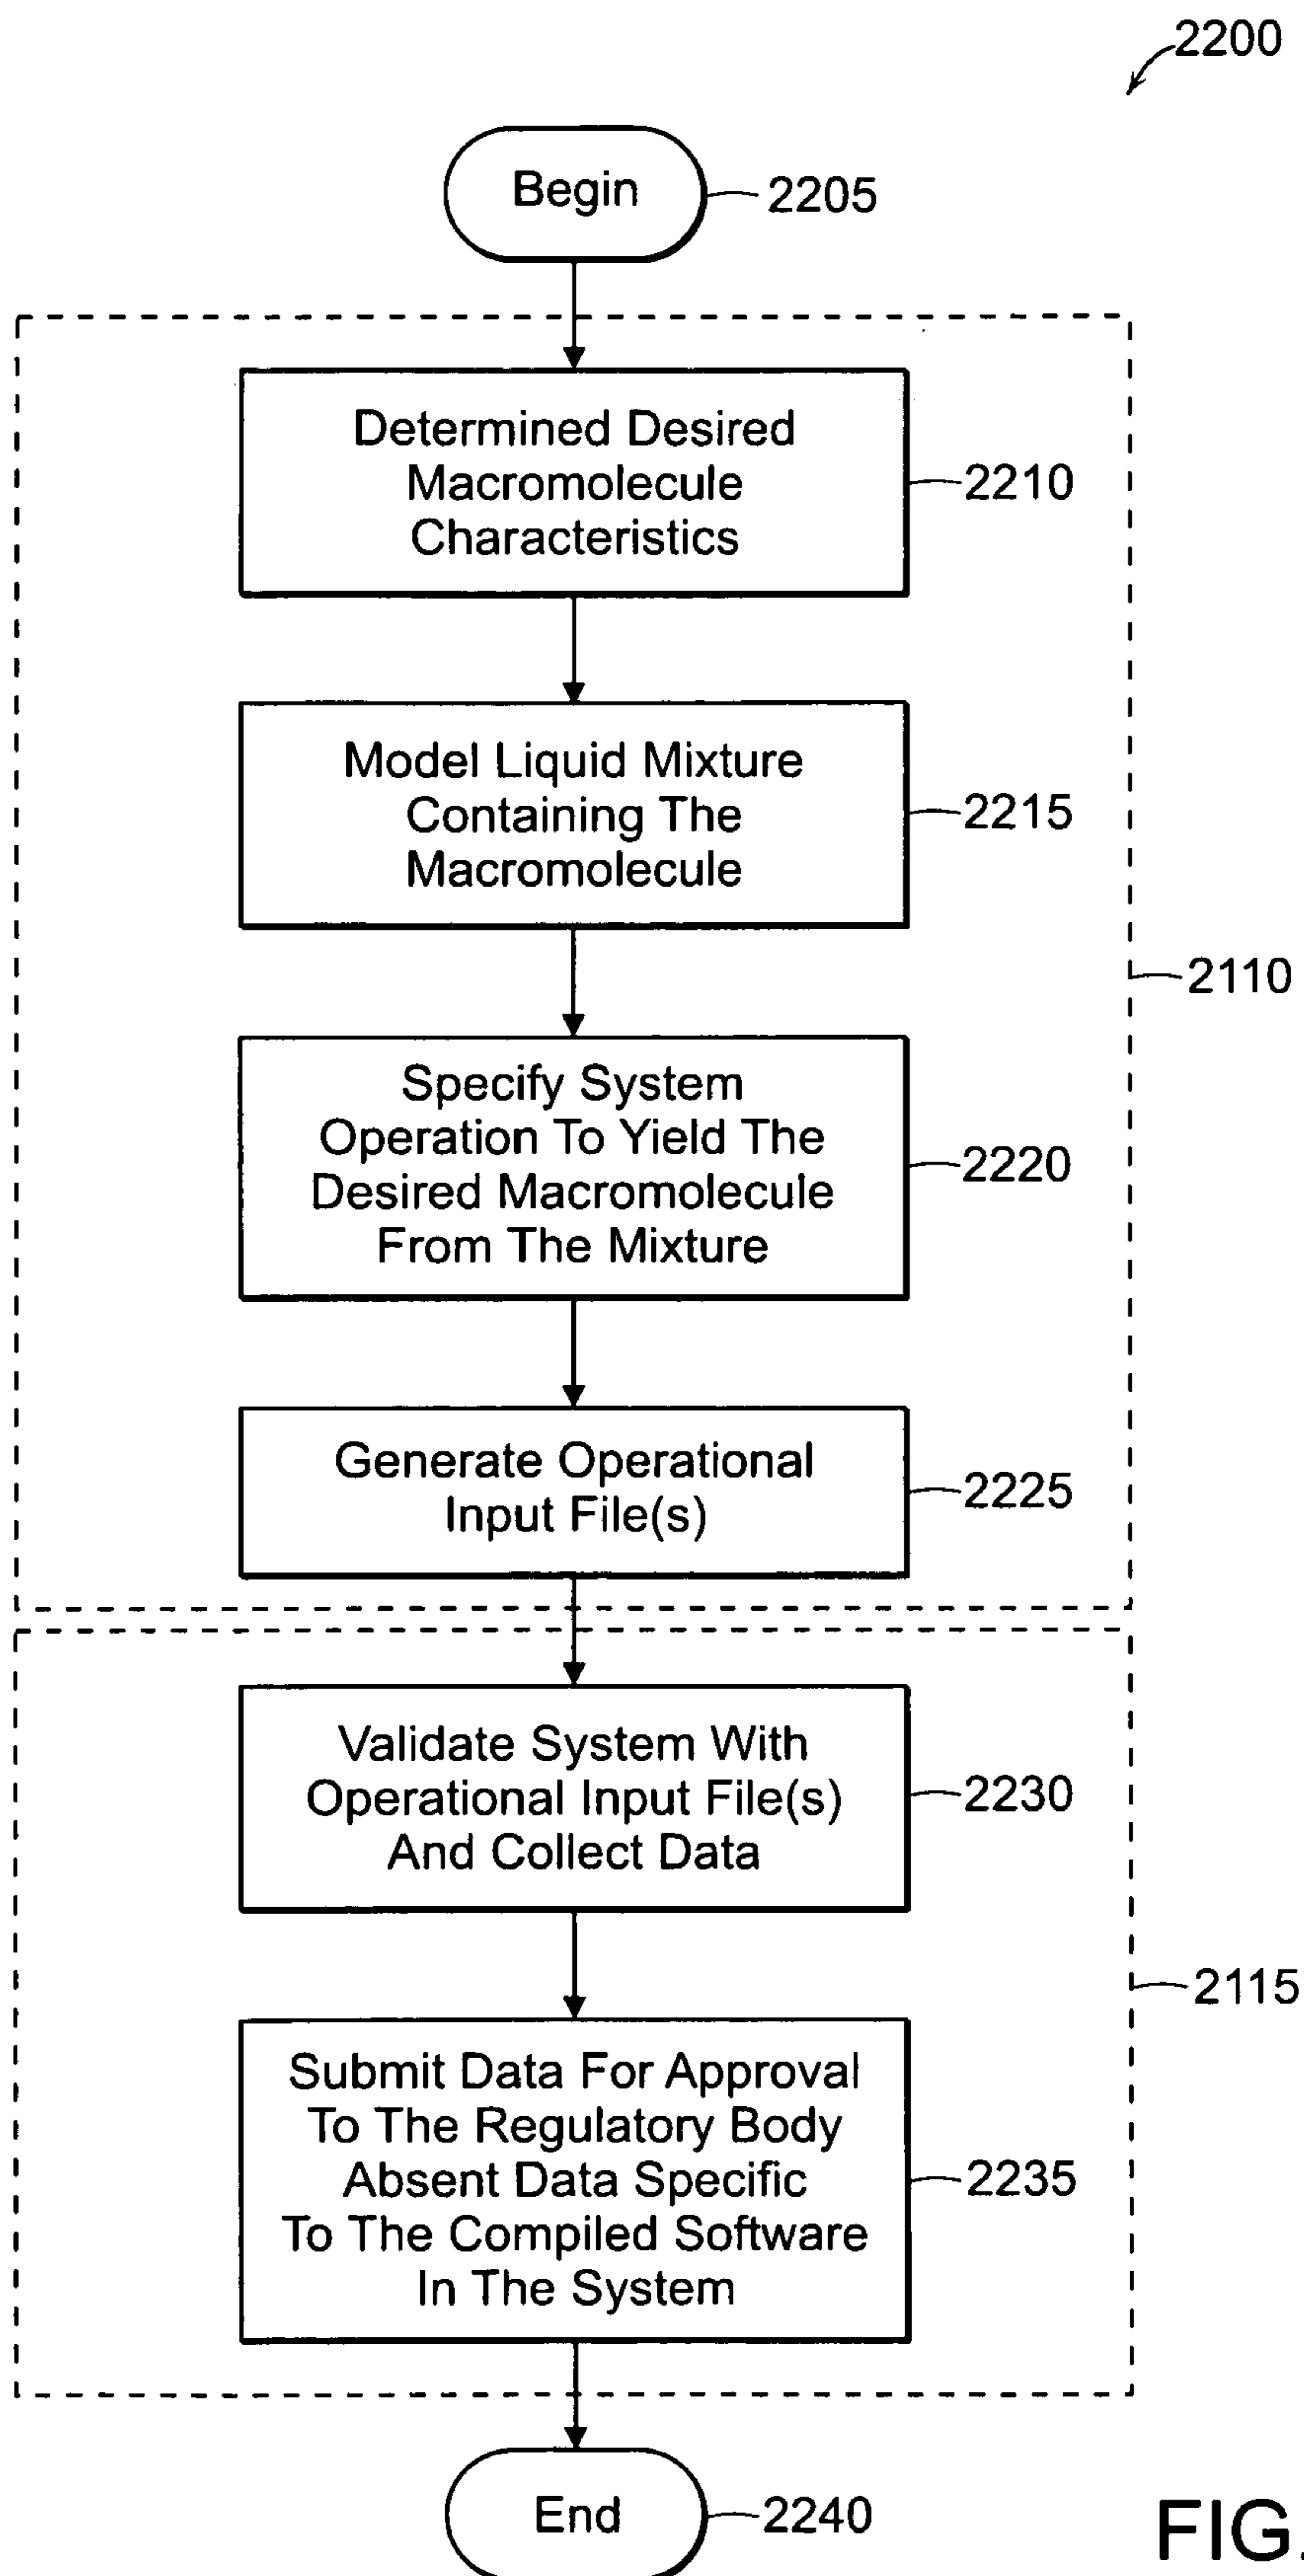 2200
Begin
2205
Determined Desired
Macromolecule
Characteristics
2210
Model Liquid Mixture
Containing The
Macromolecule
2215
2110
Specify System
Operation To Yield The
Desired Macromolecule
From The Mixture
2220
Generate Operational
Input File(s)
2225
Validate System With
Operational Input File(s)
And Collect Data
2230
2115
Submit Data For Approval
To The Regulatory Body
Absent Data Specific
To The Compiled Software
In The System
2235
End
2240
FIG.